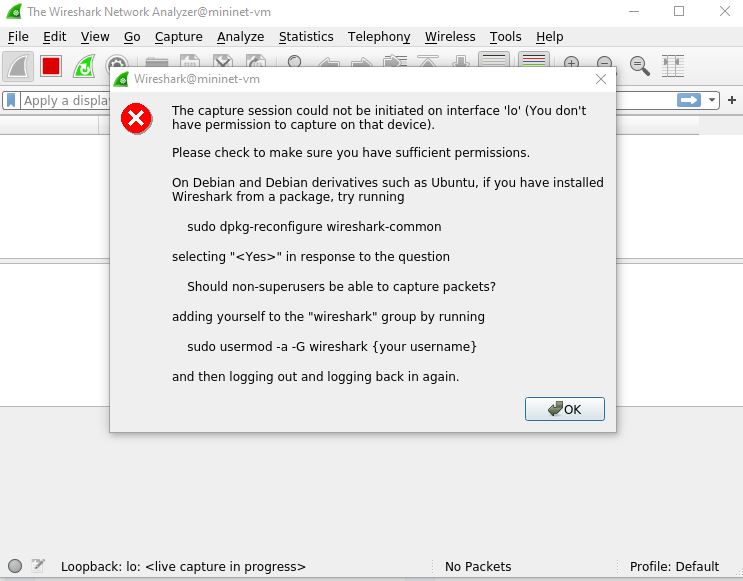 The Wireshark Network Analyzer@mininet-vm
File Edit View Go Capture Analyze Statistics Telephony Wireless Tools Help
Wireshark@mininet-vm
Apply a displa
The capture session could not be initiated on interface 'lo' (You don't
have permission to capture on that device).
Please check to make sure you have sufficient permissions.
On Debian and Debian derivatives such as Ubuntu, if you have installed
Wireshark from a package, try running
sudo dpkg-reconfigure wireshark-common
selecting "<Yes>" in response to the question
Should non-superusers be able to capture packets?
adding yourself to the "wireshark" group by running
sudo usermod -a -G wireshark {your username}
and then logging out and logging back in again.
OK
Loopback: lo: <live capture in progress> No Packets Profile: Default